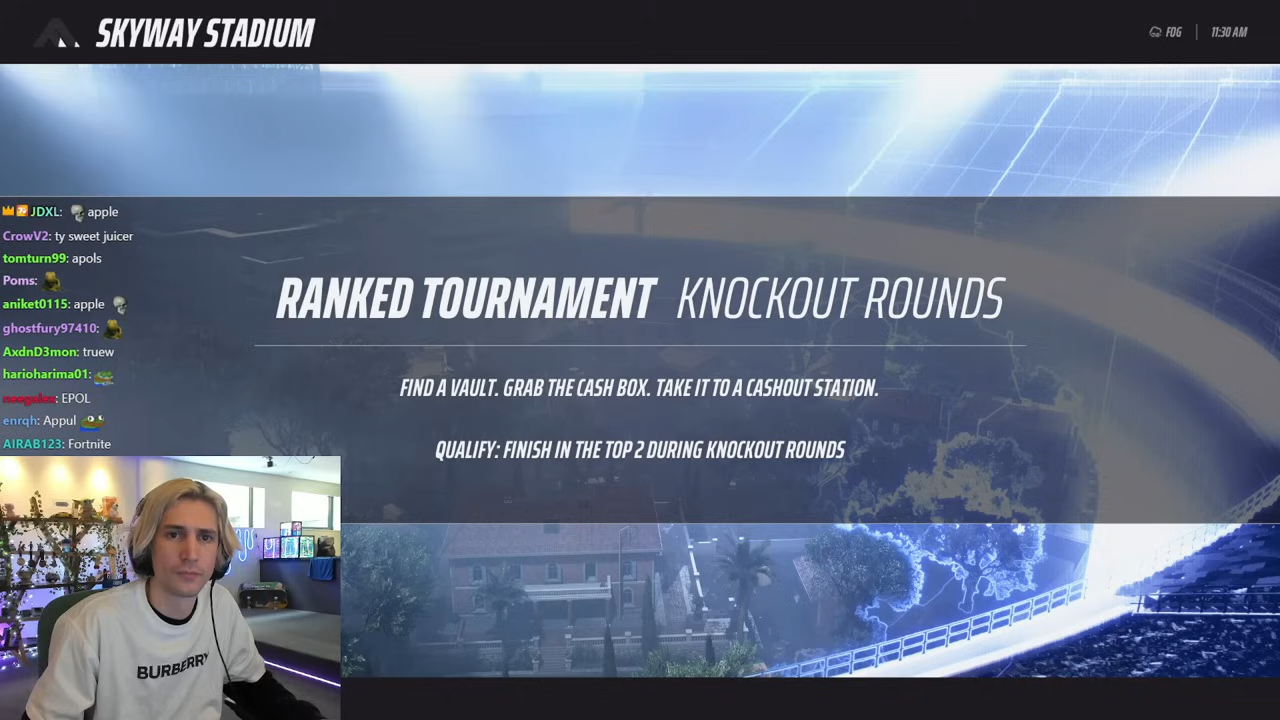 SKYWAY STADIUM
FOG
11:30 AM
JDXL: apple
CrowV2: ty sweet juicer
tomturn99: apols
Poms:
aniket0115: apple
ghostfury97410:
AxdnD3mon: truew
harioharima01:
EPOL
enrqh: Appul
AIRAB123: Fortnite
RANKED TOURNAMENT KNOCKOUT ROUNDS
FIND A VAULT. GRAB THE CASH BOX. TAKE IT TO A CASHOUT STATION.
QUALIFY: FINISH IN THE TOP 2 DURING KNOCKOUT ROUNDS
BURBERRY